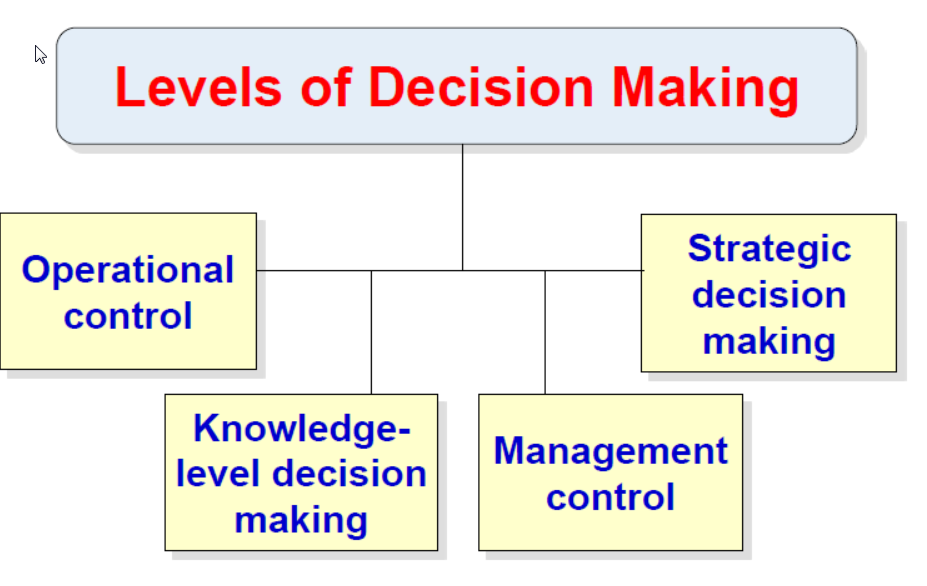 Levels of Decision Making
Operational
control
Strategic
decision
making
Knowledge-
level decision
making
Management
control